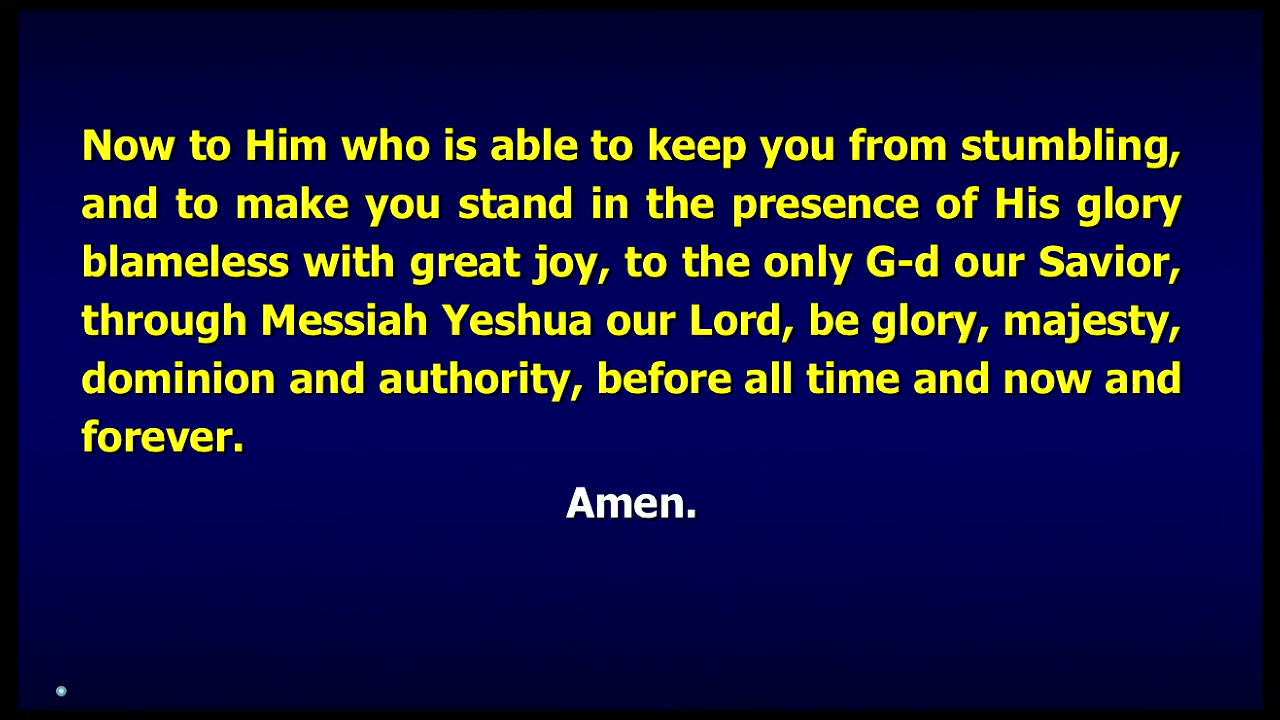 Now to Him who is able to keep you from stumbling,
and to make you stand in the presence of His glory
blameless with great joy, to the only G-d our Savior,
through Messiah Yeshua our Lord, be glory, majesty,
dominion and authority, before all time and now and
forever.
Amen.